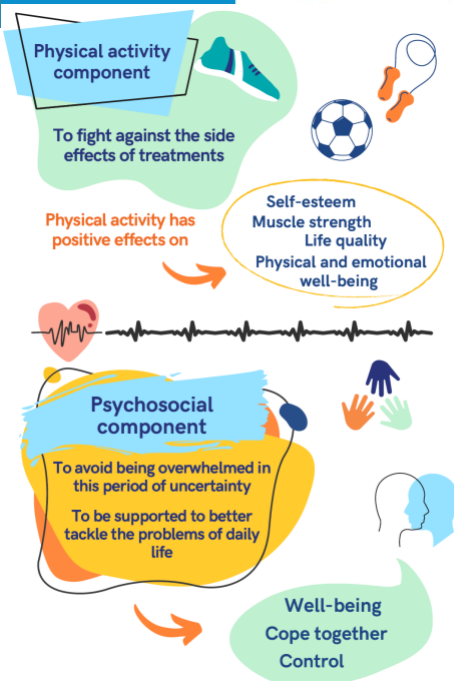 Physical activity
component
To fight against the side
effects of treatments
Physical activity has
positive effects on
Self-esteem
Muscle strength
Life quality
Physical and emotional
well-being
Psychosocial
component
To avoid being overwhelmed in
this period of uncertainty
To be supported to better
tackle the problems of daily
life
Well-being
Cope together
Control